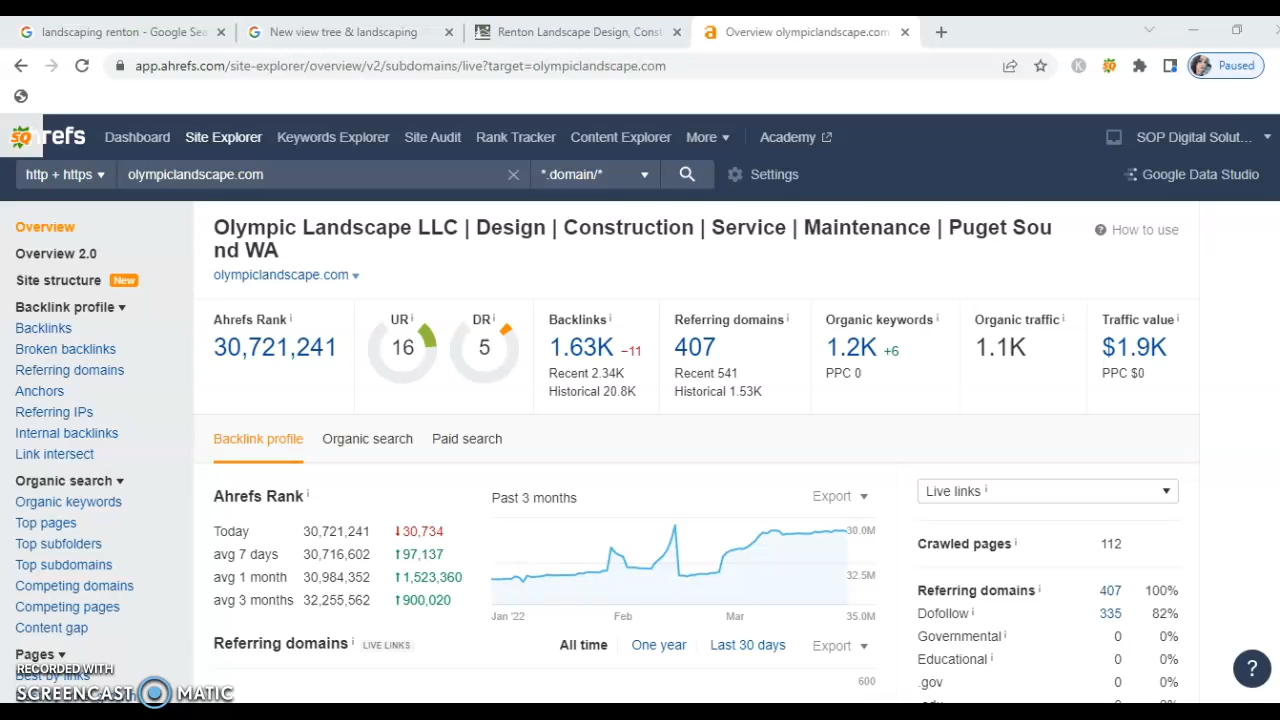 landscaping renton - Google Sea
New view tree & landscaping
Renton Landscape Design, Const
Overview olympiclandscape.com
app.ahrefs.com/site-explorer/overview/v2/subdomains/live?target=olympiclandscape.com
K
Paused
hrefs Dashboard Site Explorer Keywords Explorer Site Audit Rank Tracker Content Explorer More Academy SOP Digital Solut...
http + https olympiclandscape.com *.domain/* Settings Google Data Studio
Overview
Overview 2.0
Site structure New
Backlink profile
Backlinks
Broken backlinks
Referring domains
Anchors
Referring IPs
Internal backlinks
Link intersect
Organic search
Organic keywords
Top pages
Top subfolders
Top subdomains
Competing domains
Competing pages
Content gap
Pages
Best by links
RECORDED WITH
SCREENCAST MATIC
Olympic Landscape LLC | Design | Construction | Service | Maintenance | Puget Sou
nd WA
How to use
olympiclandscape.com
Ahrefs Rank
30,721,241
UR
16
DR
5
Backlinks
1.63K −11
Recent 2.34K
Historical 20.8K
Referring domains
407
Recent 541
Historical 1.53K
Organic keywords
1.2K +6
PPC 0
Organic traffic
1.1K
Traffic value
$1.9K
PPC $0
Backlink profile Organic search Paid search
Ahrefs Rank
Today 30,721,241 ↓30,734
avg 7 days 30,716,602 ↑97,137
avg 1 month 30,984,352 ↑1,523,360
avg 3 months 32,255,562 ↑900,020
Past 3 months Export
30.0M
32.5M
35.0M
Jan '22 Feb Mar
Referring domains LIVE LINKS All time One year Last 30 days Export
600
Live links
Crawled pages 112
Referring domains 407 100%
Dofollow 335 82%
Governmental 0 0%
Educational 0 0%
.gov 0 0%
?